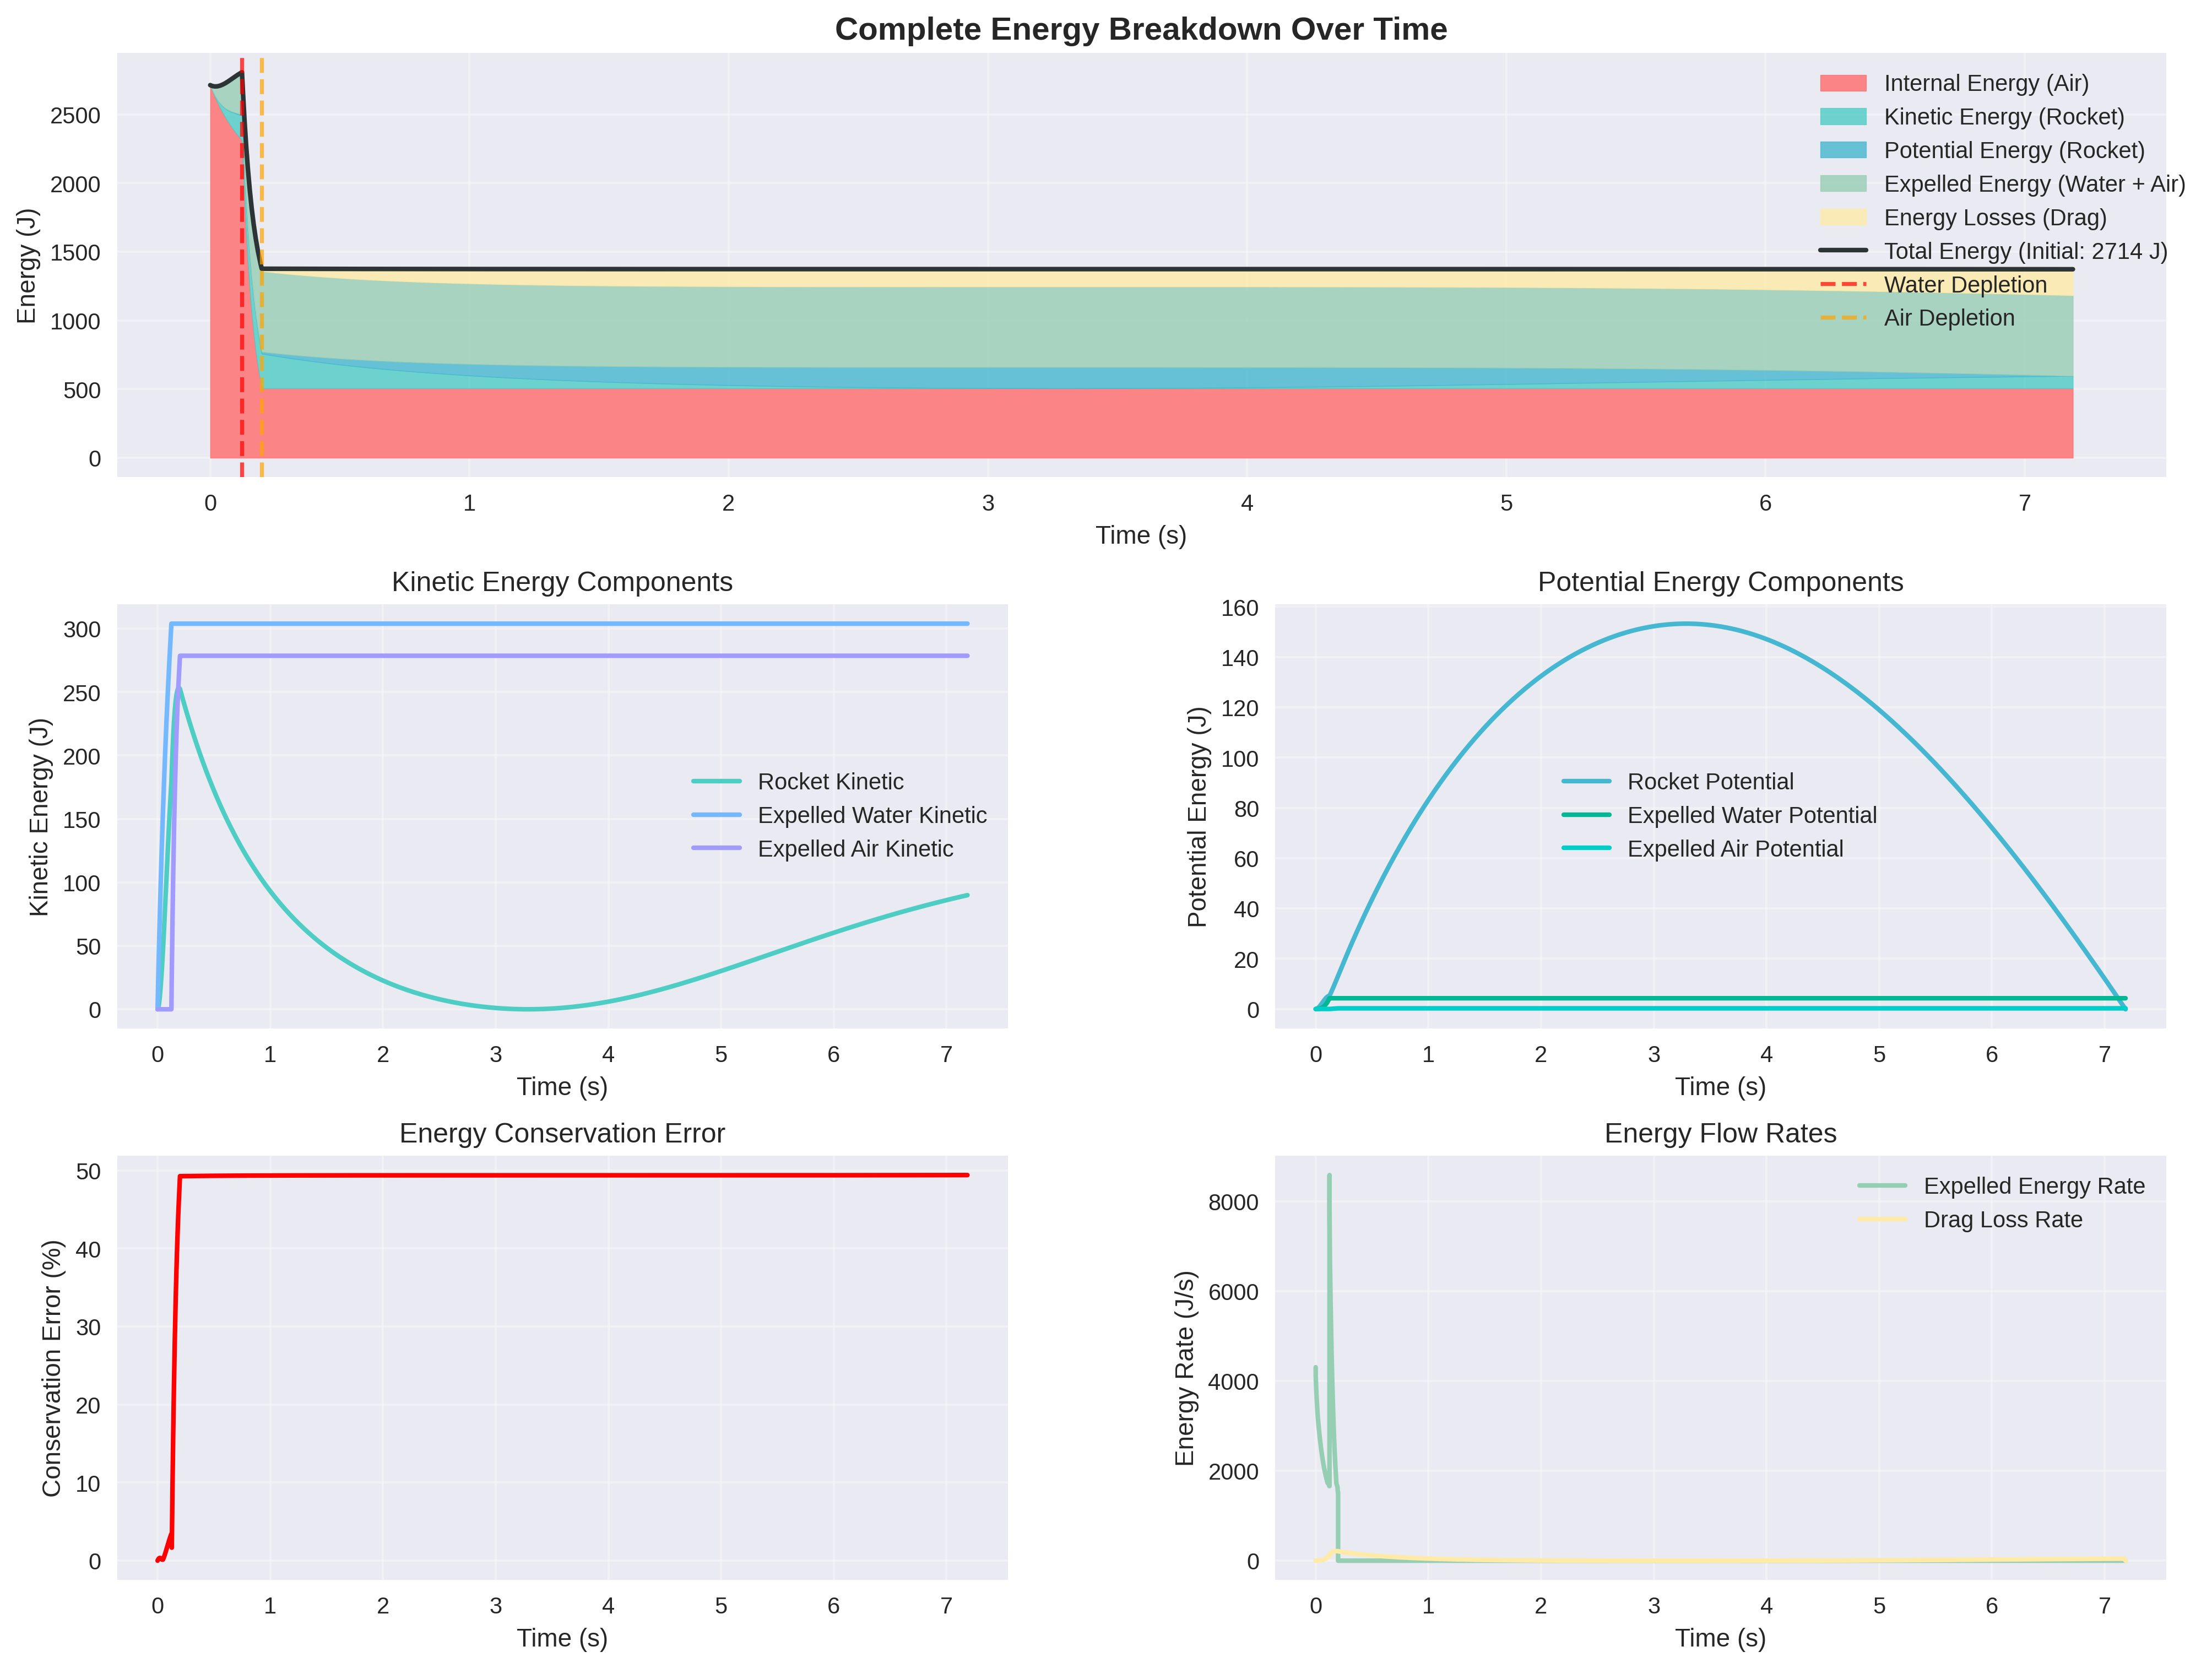 Complete Energy Breakdown Over Time
Energy (J)
2500
2000
1500
1000
500
0
Internal Energy (Air)
Kinetic Energy (Rocket)
Potential Energy (Rocket)
Expelled Energy (Water + Air)
Energy Losses (Drag)
Total Energy (Initial: 2714 J)
Water Depletion
Air Depletion
0 1 2 3 4 5 6 7
Time (s)
Kinetic Energy Components
Kinetic Energy (J)
300
250
200
150
100
50
0
Rocket Kinetic
Expelled Water Kinetic
Expelled Air Kinetic
0 1 2 3 4 5 6 7
Time (s)
Potential Energy Components
Potential Energy (J)
160
140
120
100
80
60
40
20
0
Rocket Potential
Expelled Water Potential
Expelled Air Potential
0 1 2 3 4 5 6 7
Time (s)
Energy Conservation Error
Conservation Error (%)
50
40
30
20
10
0
0 1 2 3 4 5 6 7
Time (s)
Energy Flow Rates
Energy Rate (J/s)
8000
6000
4000
2000
0
Expelled Energy Rate
Drag Loss Rate
0 1 2 3 4 5 6 7
Time (s)